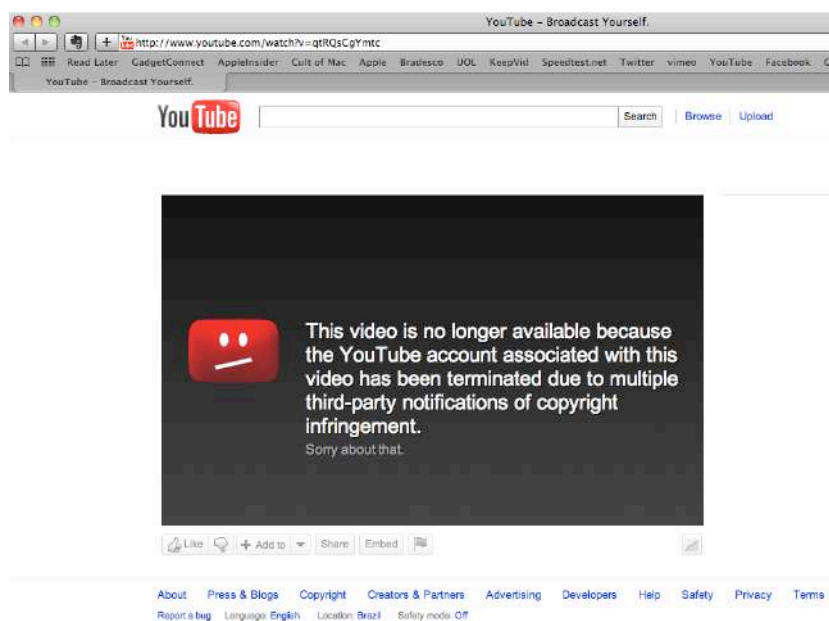 YouTube - Broadcast Yourself.
http://www.youtube.com/watch?v=qtRQsCgYmtc
Read Later GadgetConnect AppleInsider Cult of Mac Apple Bradesco UOL KeepVid Speedtest.net Twitter vimeo YouTube Facebook
YouTube - Broadcast Yourself.
YouTube Search Browse Upload
This video is no longer available because
the YouTube account associated with this
video has been terminated due to multiple
third-party notifications of copyright
infringement.
Sorry about that.
Like + Add to Share Embed
About Press & Blogs Copyright Creators & Partners Advertising Developers Help Safety Privacy Terms
Report a bug Language: English Location: Brazil Safety mode: Off